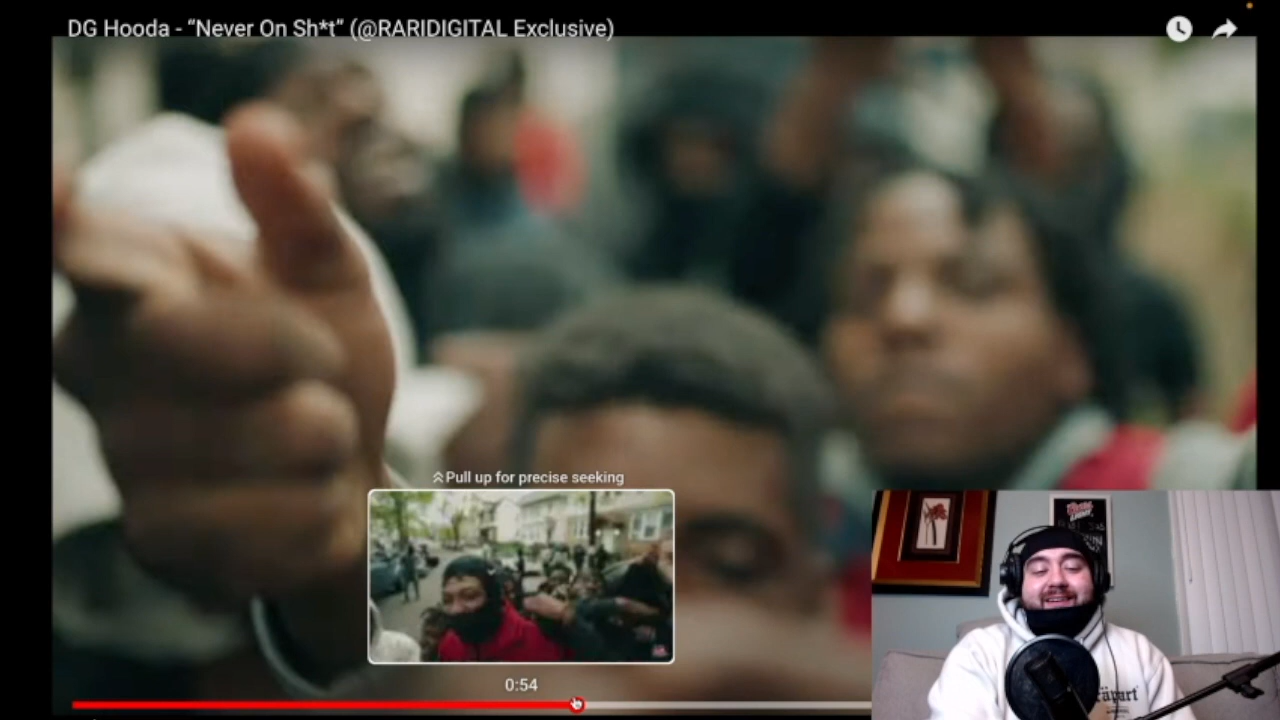 DG Hooda - “Never On Sh*t” (@RARIDIGITAL Exclusive)
Pull up for precise seeking
0:54